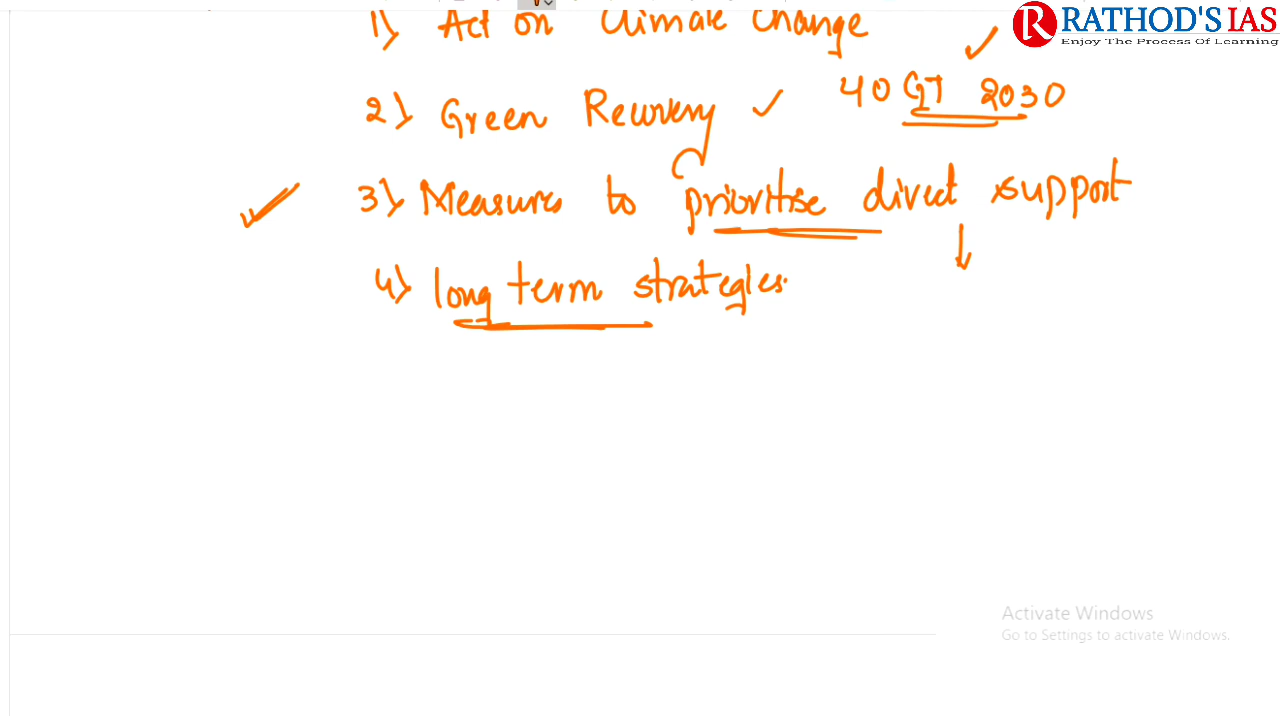 1) Act on Climate Change
RATHOD'S IAS
Enjoy The Process Of Learning
2) Green Recovery ✓ 40 GT 2030
3) Measures to prioritise direct support
4) long term strategies.
Activate Windows
Go to Settings to activate Windows.